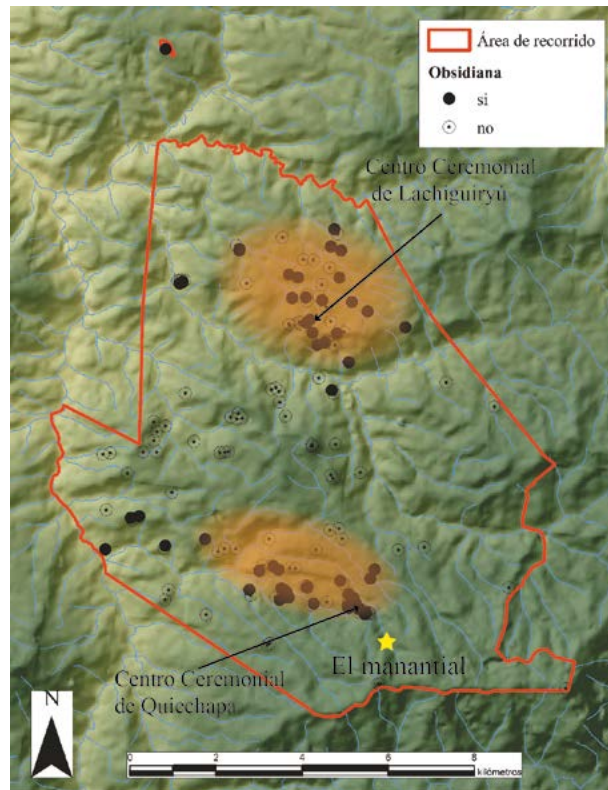 Área de recorrido
Obsidiana
si
no
Centro Ceremonial
de Lachiguiryú
El manantial
Centro Ceremonial
de Quiechapa
N
0 2 4 6 8
kilómetros